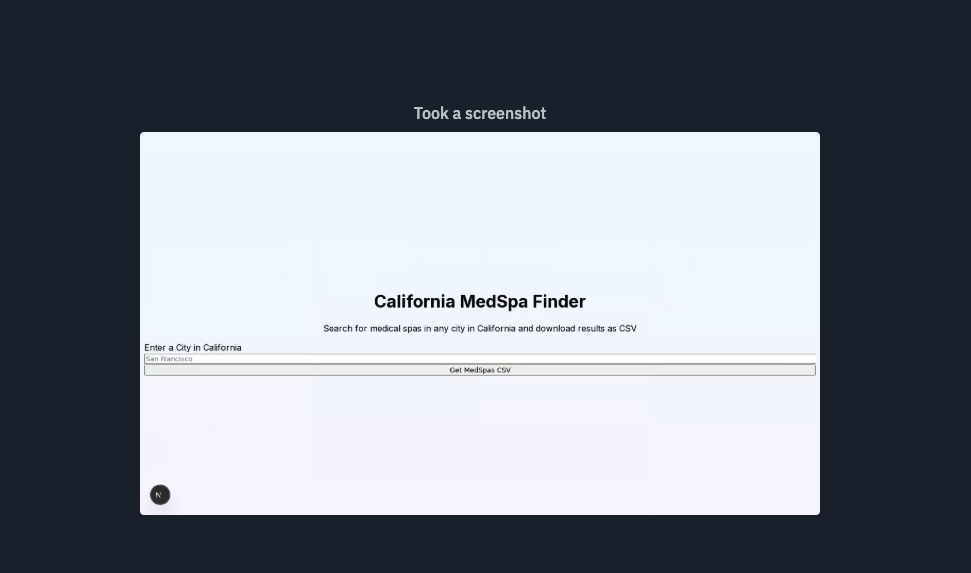 Took a screenshot
California MedSpa Finder
Search for medical spas in any city in California and download results as CSV
Enter a City in California
San Francisco
Get MedSpas CSV
N